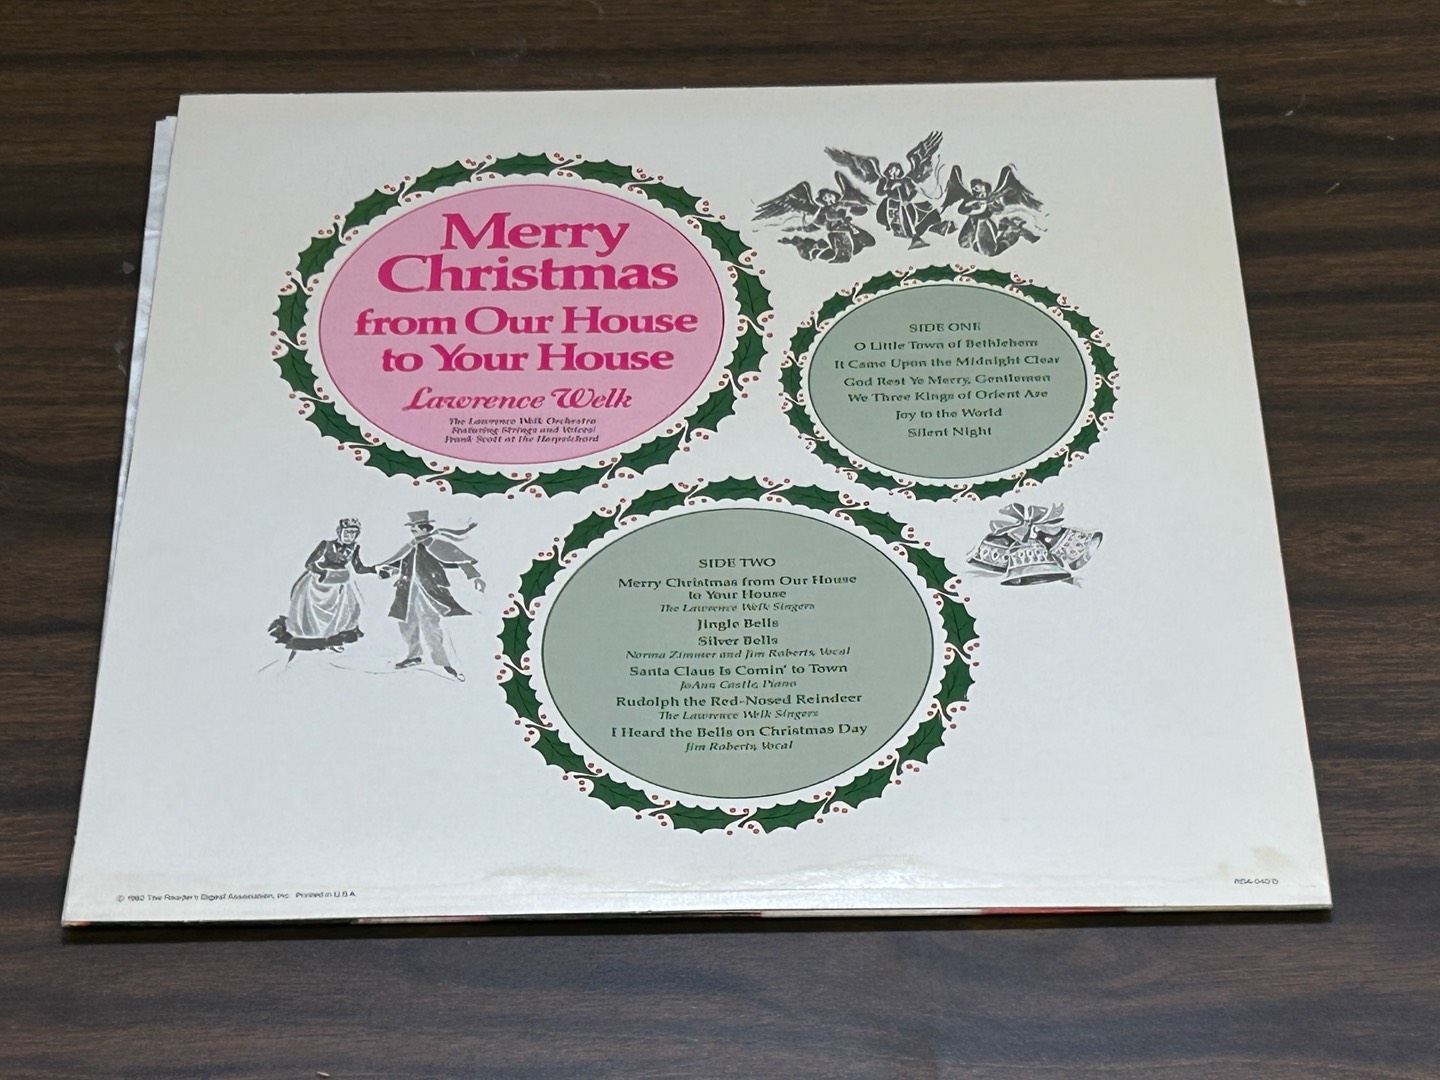 Merry
Christmas
from Our House
to Your House
Lawrence Welk
The Lawrence Welk Orchestra
Featuring Strings and Voices
Frank Scott at the Harpsichord
SIDE ONE
O Little Town of Bethlehem
It Came Upon the Midnight Clear
God Rest Ye Merry, Gentlemen
We Three Kings of Orient Are
Joy to the World
Silent Night
SIDE TWO
Merry Christmas from Our House
to Your House
The Lawrence Welk Singers
Jingle Bells
Silver Bells
Norma Zimmer and Jim Roberts, Vocal
Santa Claus Is Comin' to Town
JoAnn Castle, Piano
Rudolph the Red-Nosed Reindeer
The Lawrence Welk Singers
I Heard the Bells on Christmas Day
Jim Roberts, Vocal
© The Reader's Digest Association, Inc. Printed in U.S.A.